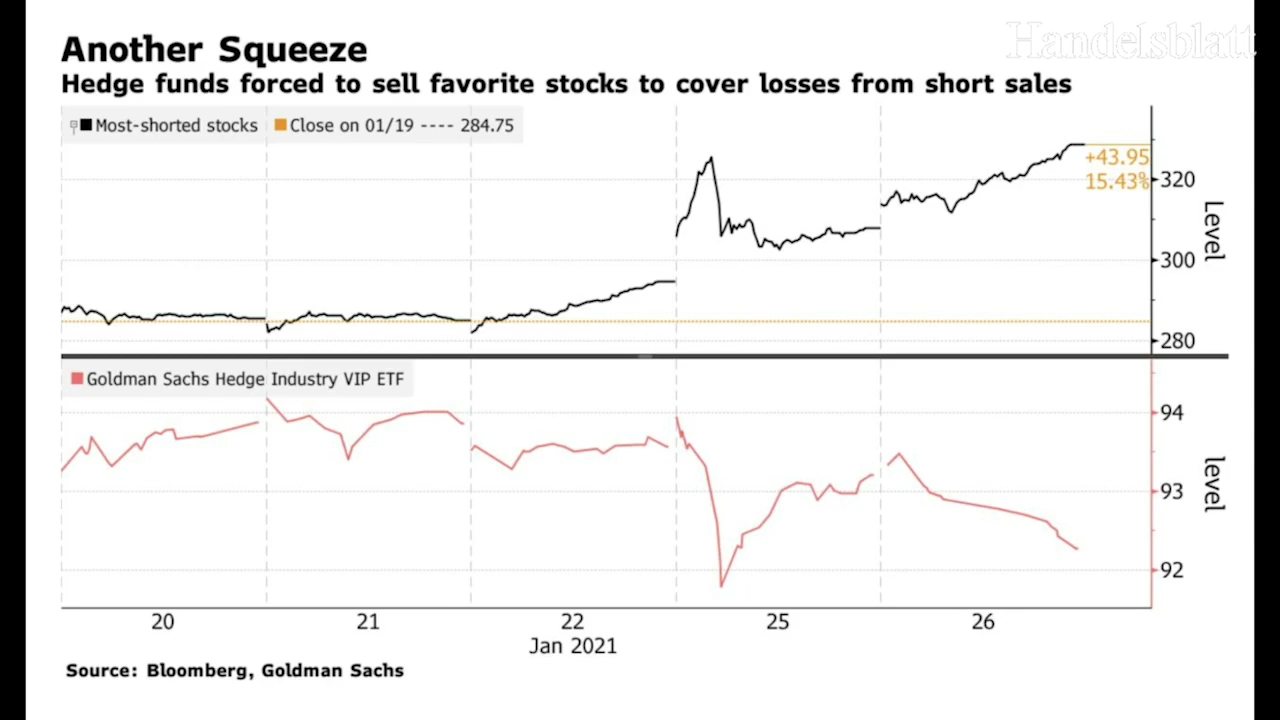 Handelsblatt
Another Squeeze
Hedge funds forced to sell favorite stocks to cover losses from short sales
Most-shorted stocks Close on 01/19 ---- 284.75
+43.95
15.43%
320
300
280
Level
Goldman Sachs Hedge Industry VIP ETF
94
93
92
level
20 21 22 25 26
Jan 2021
Source: Bloomberg, Goldman Sachs